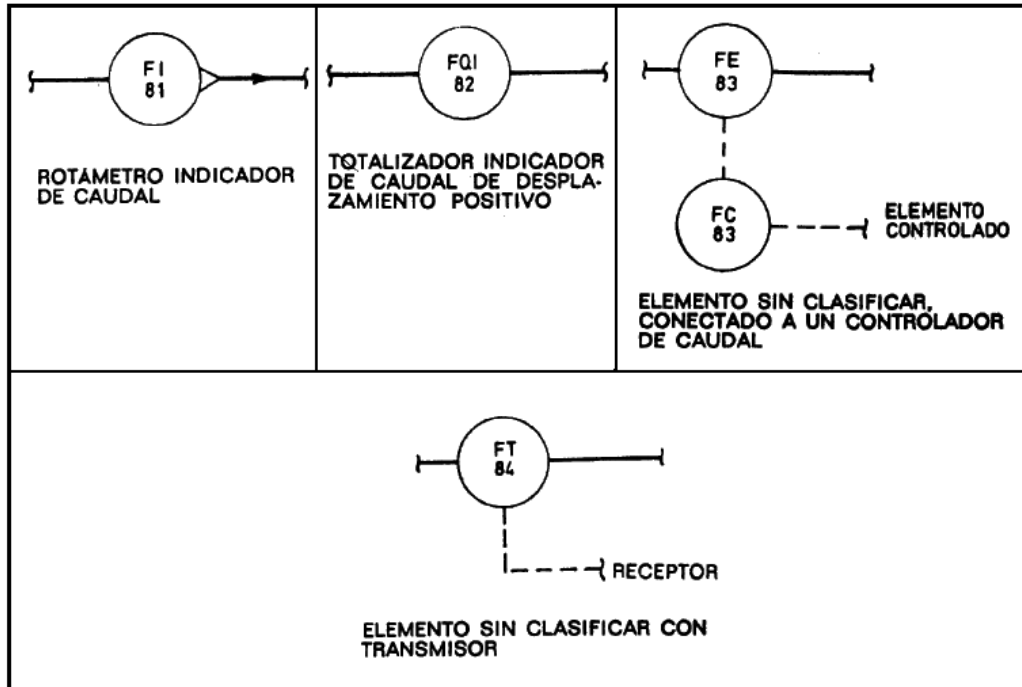 FI
81
ROTÁMETRO INDICADOR
DE CAUDAL
FQI
82
TOTALIZADOR INDICADOR
DE CAUDAL DE DESPLA-
ZAMIENTO POSITIVO
FE
83
FC
83
ELEMENTO
CONTROLADO
ELEMENTO SIN CLASIFICAR,
CONECTADO A UN CONTROLADOR
DE CAUDAL
FT
84
RECEPTOR
ELEMENTO SIN CLASIFICAR CON
TRANSMISOR